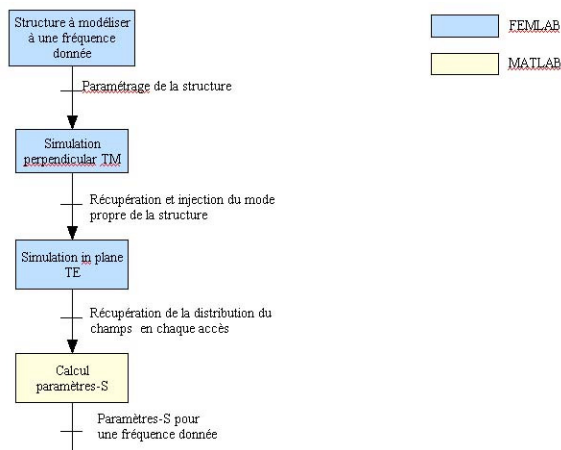 Structure à modéliser
à une fréquence
donnée
FEMLAB
MATLAB
Paramétrage de la structure
Simulation
perpendicular TM
Récupération et injection du mode
propre de la structure
Simulation in plane
TE
Récupération de la distribution du
champs en chaque accès
Calcul
paramètres-S
Paramètres-S pour
une fréquence donnée